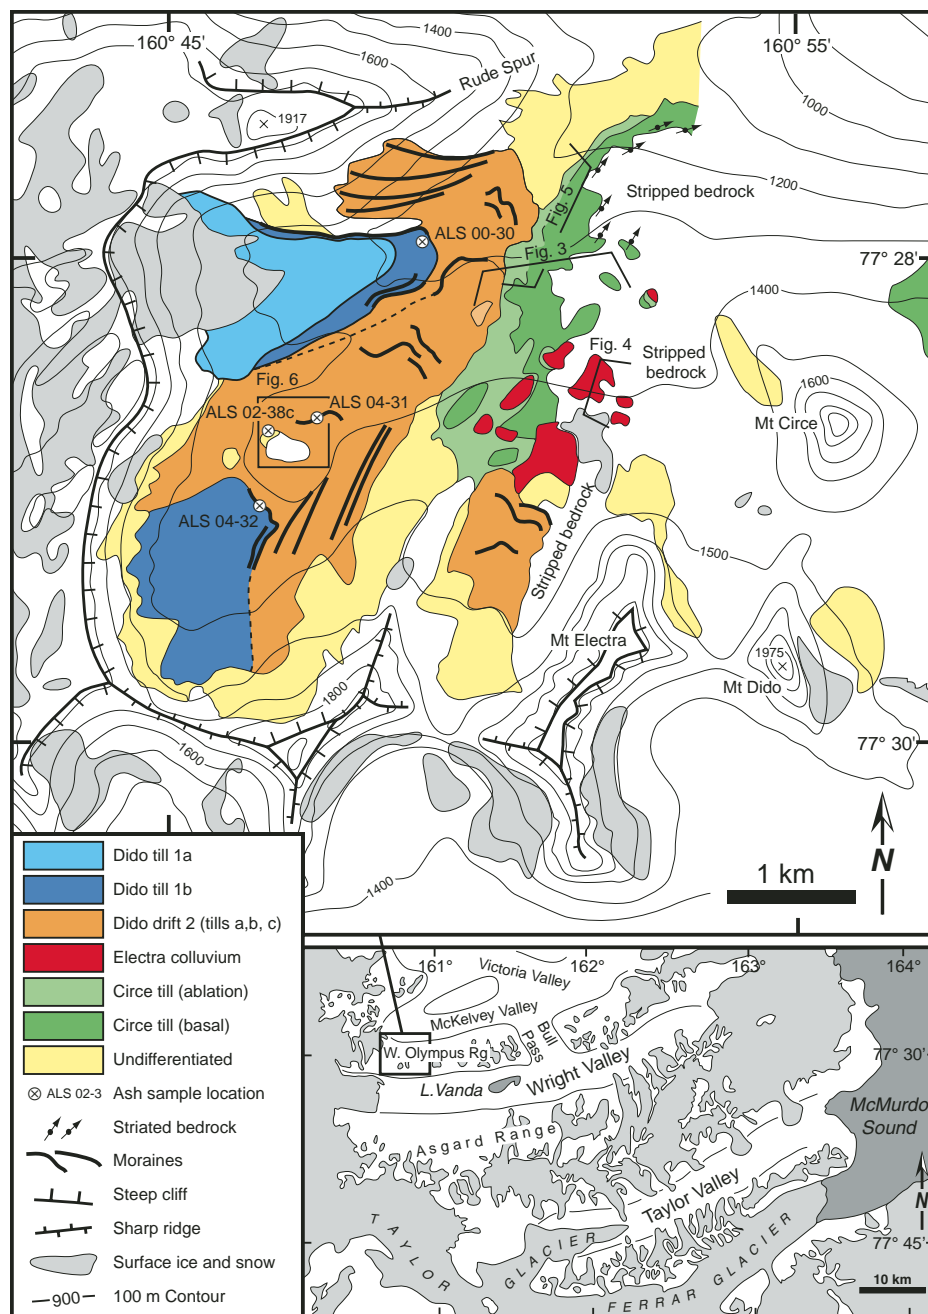 160° 45'
1400
160° 55'
1600
Rude Spur
1917
1000
Fig. 5
Stripped bedrock
1200
ALS 00-30
Fig. 3
77° 28'
1400
Fig. 4
Stripped
bedrock
Fig. 6
1600
ALS 04-31
ALS 02-38c
Mt Circe
ALS 04-32
Stripped bedrock
1500
Mt Electra
1975
Mt Dido
1800
1600
77° 30'
1400
1 km
N
Dido till 1a
Dido till 1b
Dido drift 2 (tills a,b, c)
Electra colluvium
Circe till (ablation)
Circe till (basal)
Undifferentiated
ALS 02-3 Ash sample location
Striated bedrock
Moraines
Steep cliff
Sharp ridge
Surface ice and snow
900 100 m Contour
161°
162°
163°
164°
Victoria Valley
McKelvey Valley
Bull
Pass
W. Olympus Rg
77° 30'
L.Vanda
Wright Valley
McMurdo
Sound
Asgard Range
Taylor Valley
N
TAYLOR
GLACIER
77° 45'
FERRAR GLACIER
10 km